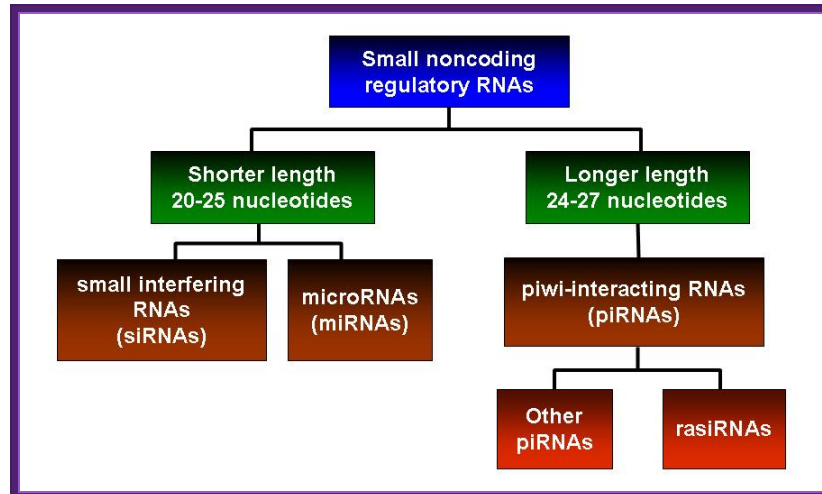 Small noncoding
regulatory RNAs
Shorter length
20-25 nucleotides
Longer length
24-27 nucleotides
small interfering
RNAs
(siRNAs)
microRNAs
(miRNAs)
piwi-interacting RNAs
(piRNAs)
Other
piRNAs
rasiRNAs